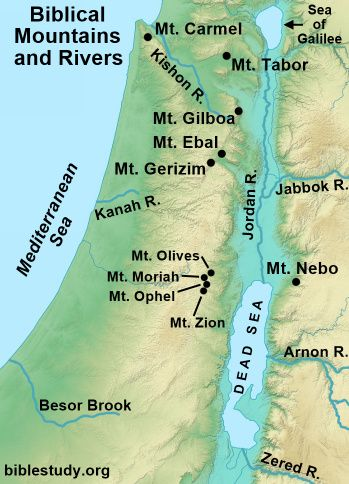 Biblical
Mountains
and Rivers
Sea
of
Galilee
Mt. Carmel
Mt. Tabor
Kishon R.
Mt. Gilboa
Mt. Ebal
Mt. Gerizim
Jordan R.
Jabbok R.
Kanah R.
Mediterranean
Sea
Mt. Olives
Mt. Moriah
Mt. Ophel
Mt. Zion
Mt. Nebo
DEAD SEA
Arnon R.
Besor Brook
Zered R.
biblestudy.org